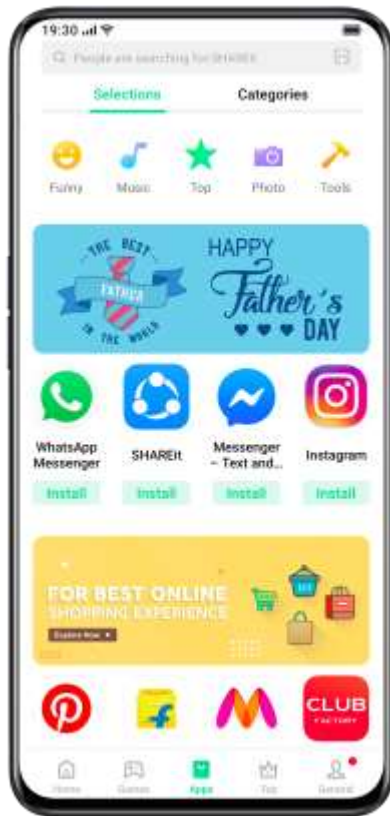 19:30
People are searching for SHAREit
Selections
Categories
Funny
Music
Top
Photo
Tools
THE BEST
FATHER
IN THE WORLD
HAPPY
Father's
DAY
WhatsApp
Messenger
SHAREit
Messenger
– Text and...
Instagram
Install
Install
Install
Install
FOR BEST ONLINE
SHOPPING EXPERIENCE
Explore Now
CLUB
FACTORY
Home
Games
Apps
Top
General